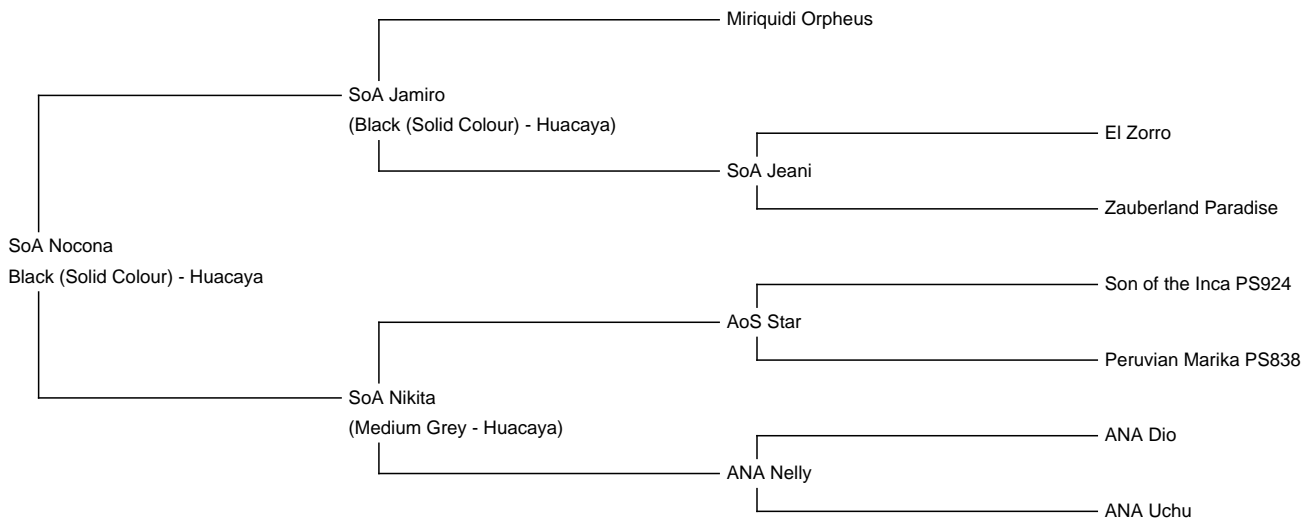 Miriquidi Orpheus
SoA Jamiro
(Black (Solid Colour) - Huacaya)
El Zorro
SoA Jeani
Zauberland Paradise
SoA Nocona
Black (Solid Colour) - Huacaya
Son of the Inca PS924
AoS Star
Peruvian Marika PS838
SoA Nikita
(Medium Grey - Huacaya)
ANA Dio
ANA Nelly
ANA Uchu